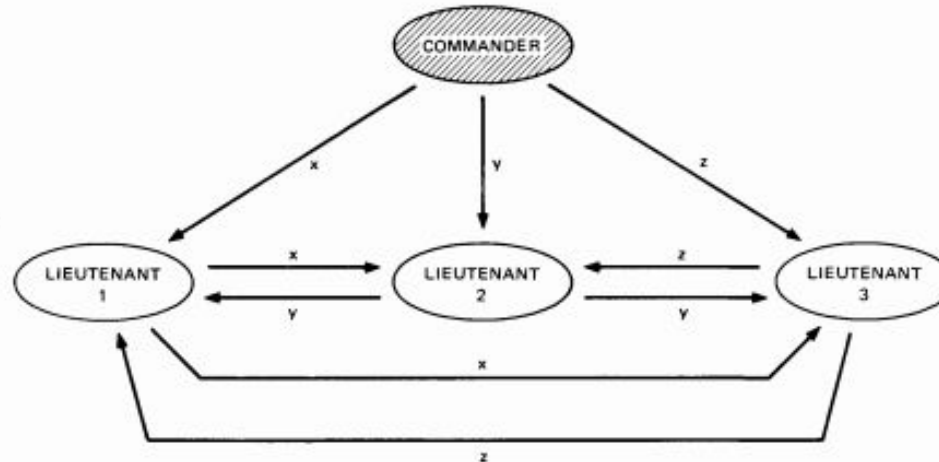 COMMANDER
x
y
z
LIEUTENANT
1
x
y
LIEUTENANT
2
z
y
LIEUTENANT
3
x
z